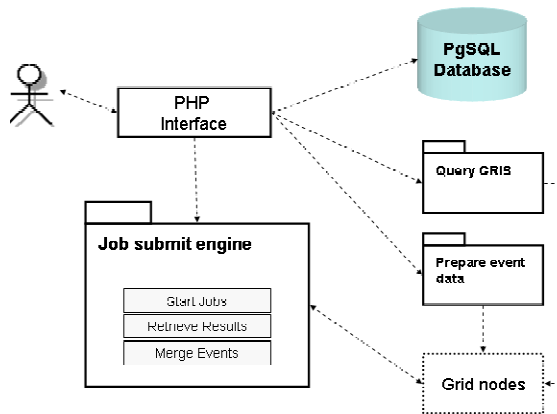 PgSQL
Database
PHP
Interface
Query GRIS
Job submit engine
Prepare event
data
Start Jobs
Retrieve Results
Merge Events
Grid nodes